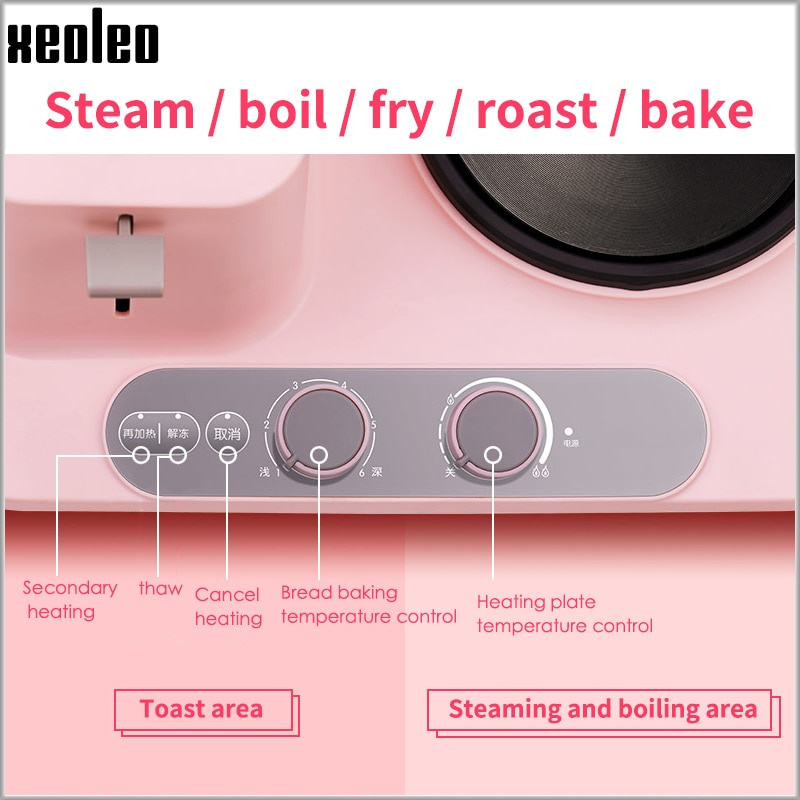 xeoleo
Steam / boil / fry / roast / bake
3 4
2 5
再加热 解冻 取消
浅 1 6 深
关
电源
Secondary heating
thaw
Cancel heating
Bread baking temperature control
Heating plate temperature control
Toast area
Steaming and boiling area